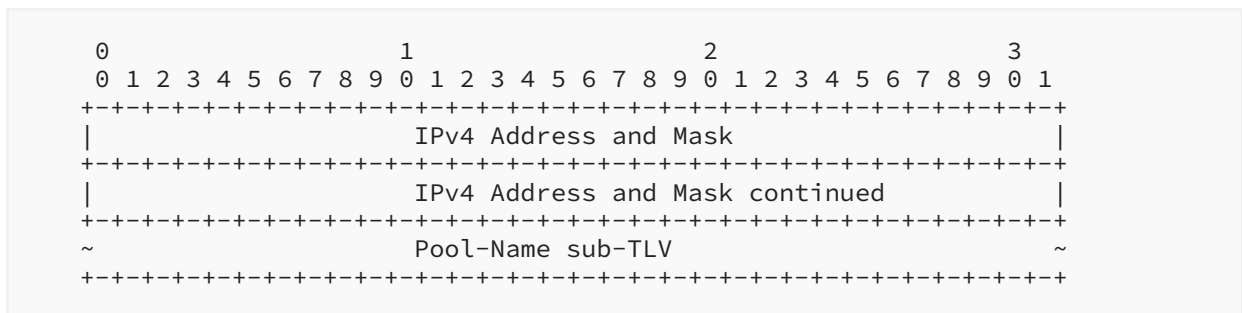 0                   1                   2                   3
 0 1 2 3 4 5 6 7 8 9 0 1 2 3 4 5 6 7 8 9 0 1 2 3 4 5 6 7 8 9 0 1
+-+-+-+-+-+-+-+-+-+-+-+-+-+-+-+-+-+-+-+-+-+-+-+-+-+-+-+-+-+-+-+-+
|                     IPv4 Address and Mask                     |
+-+-+-+-+-+-+-+-+-+-+-+-+-+-+-+-+-+-+-+-+-+-+-+-+-+-+-+-+-+-+-+-+
|                     IPv4 Address and Mask continued           |
+-+-+-+-+-+-+-+-+-+-+-+-+-+-+-+-+-+-+-+-+-+-+-+-+-+-+-+-+-+-+-+-+
~                     Pool-Name sub-TLV                         ~
+-+-+-+-+-+-+-+-+-+-+-+-+-+-+-+-+-+-+-+-+-+-+-+-+-+-+-+-+-+-+-+-+